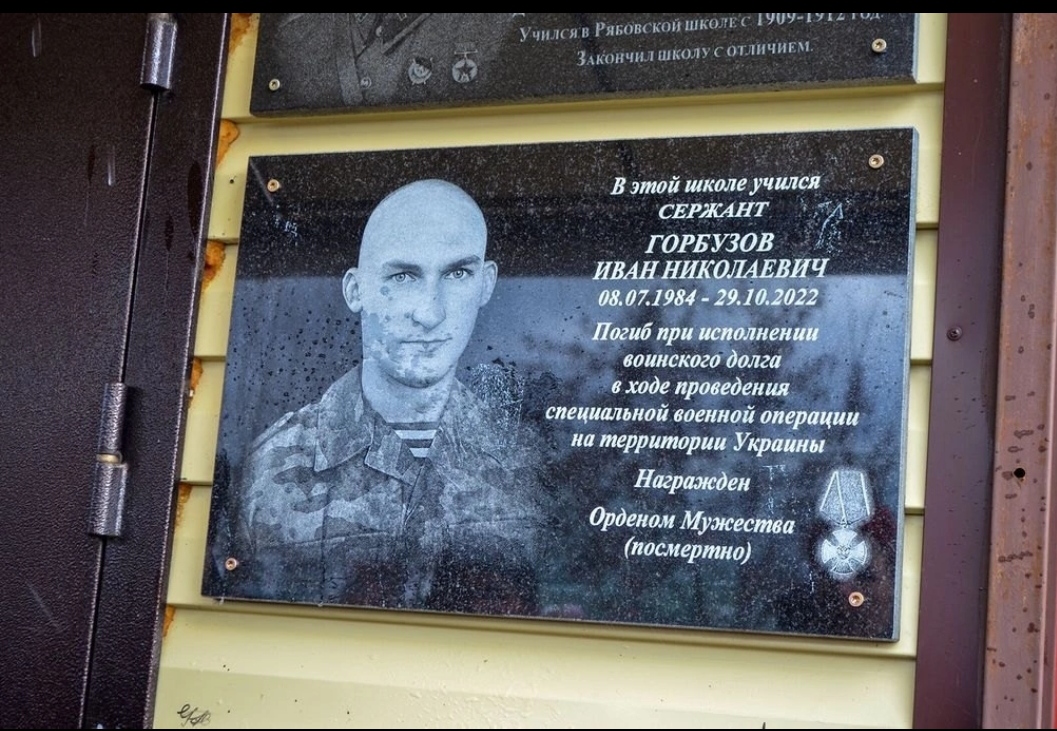 Учился в Рябовской школе с 1909-1912 год.
Закончил школу с отличием.
В этой школе учился
СЕРЖАНТ
ГОРБУЗОВ
ИВАН НИКОЛАЕВИЧ
08.07.1984 - 29.10.2022
Погиб при исполнении
воинского долга
в ходе проведения
специальной военной операции
на территории Украины
Награжден
Орденом Мужества
(посмертно)